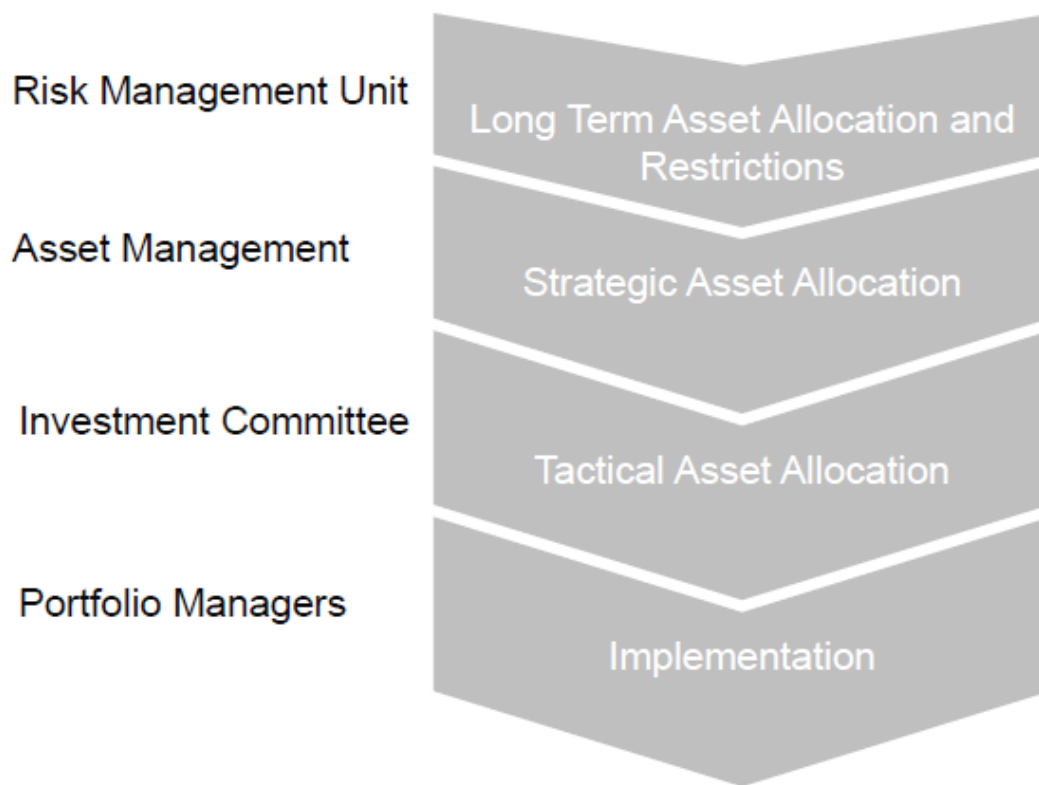 Risk Management Unit
Long Term Asset Allocation and
Restrictions
Asset Management
Strategic Asset Allocation
Investment Committee
Tactical Asset Allocation
Portfolio Managers
Implementation